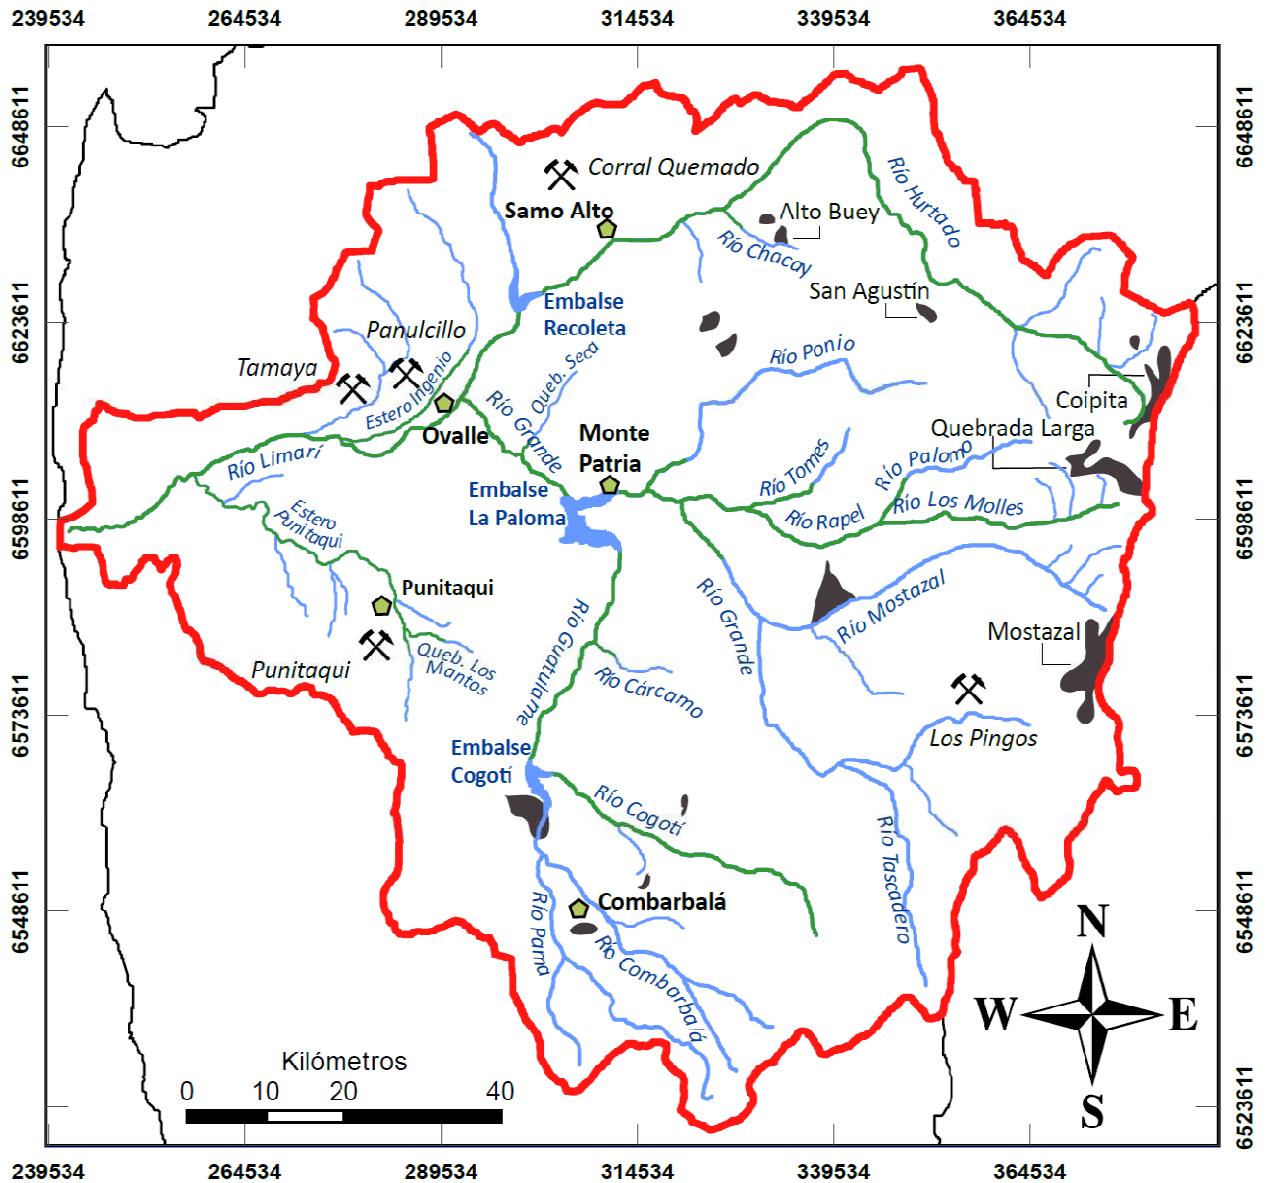 239534 264534 289534 314534 339534 364534
6648611
6648611
Corral Quemado
Río Hurtado
Samo Alto
Alto Buey
Río Chacay
San Agustín
Embalse
Recoleta
6623611
6623611
Panulcillo
Río Ponio
Tamaya
Queb. Seca
Estero Ingenio
Coipita
Río Grande
Ovalle
Monte
Patria
Quebrada Larga
Río Limarí
Río Tomes
Río Palomo
Embalse
La Paloma
6598611
6598611
Estero
Punitaqui
Río Rapel
Río Los Molles
Punitaqui
Río Grande
Río Mostazal
Río Guatulame
Mostazal
Punitaqui
Queb. Los
Mantos
Río Cárcamo
6573611
6573611
Los Pingos
Embalse
Cogotí
Río Cogotí
Río Tascadero
Combarbalá
6548611
6548611
Río Pama
Río Combarbalá
N
W E
S
Kilómetros
0 10 20 40
6523611
239534 264534 289534 314534 339534 364534